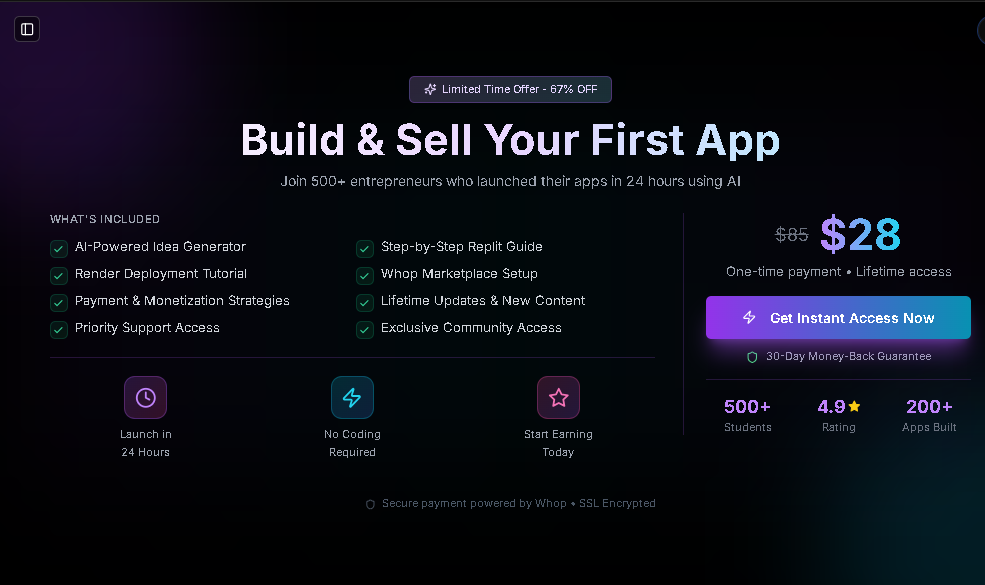 Limited Time Offer - 67% OFF
Build & Sell Your First App
Join 500+ entrepreneurs who launched their apps in 24 hours using AI
WHAT'S INCLUDED
AI-Powered Idea Generator
Render Deployment Tutorial
Payment & Monetization Strategies
Priority Support Access
Step-by-Step Replit Guide
Whop Marketplace Setup
Lifetime Updates & New Content
Exclusive Community Access
Launch in
24 Hours
No Coding
Required
Start Earning
Today
$85 $28
One-time payment • Lifetime access
Get Instant Access Now
30-Day Money-Back Guarantee
500+
Students
4.9
Rating
200+
Apps Built
Secure payment powered by Whop • SSL Encrypted